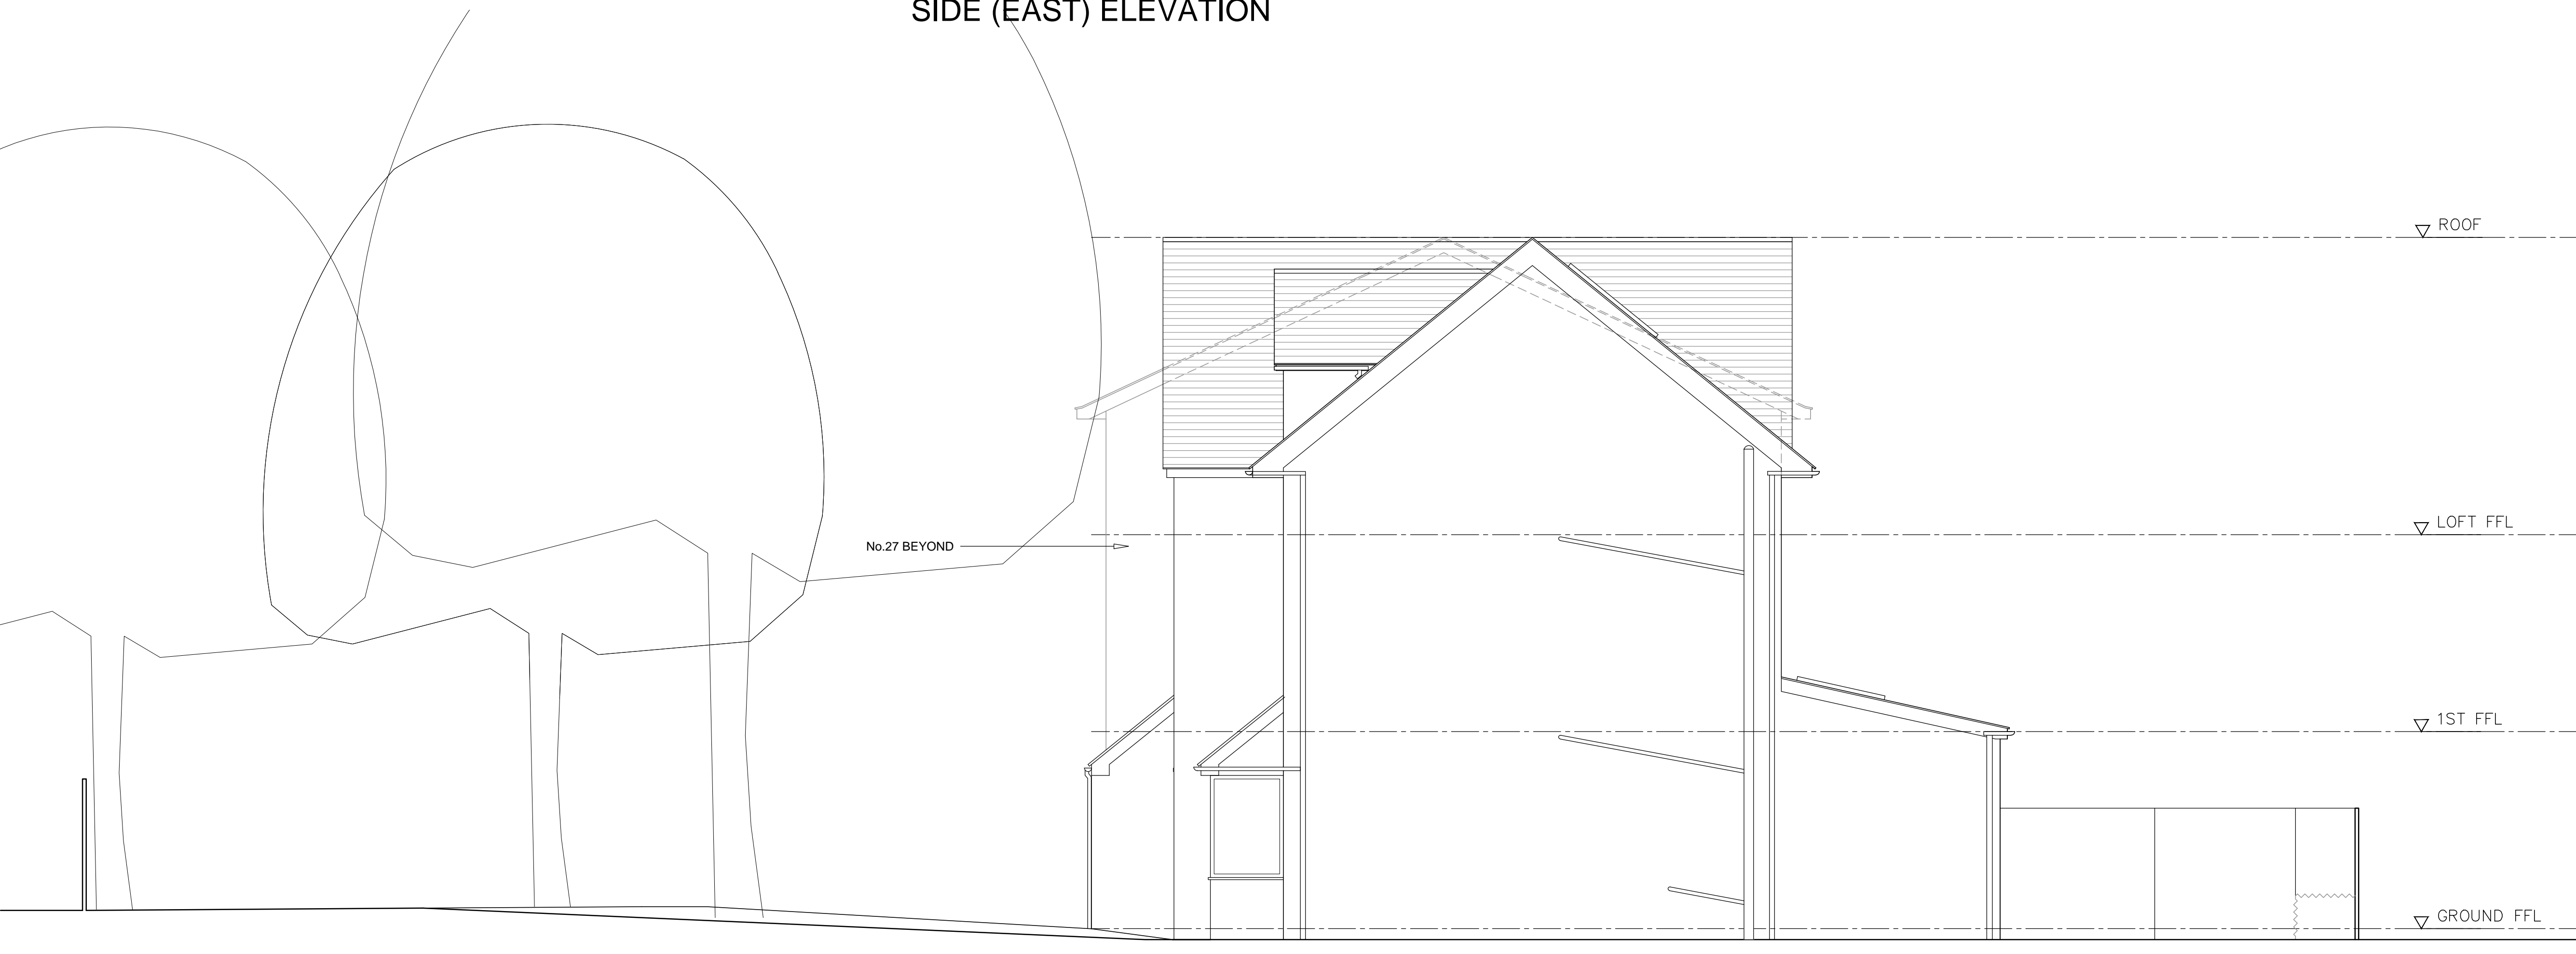 SIDE (EAST) ELEVATION
ROOF
LOFT FFL
No.27 BEYOND
1ST FFL
GROUND FFL